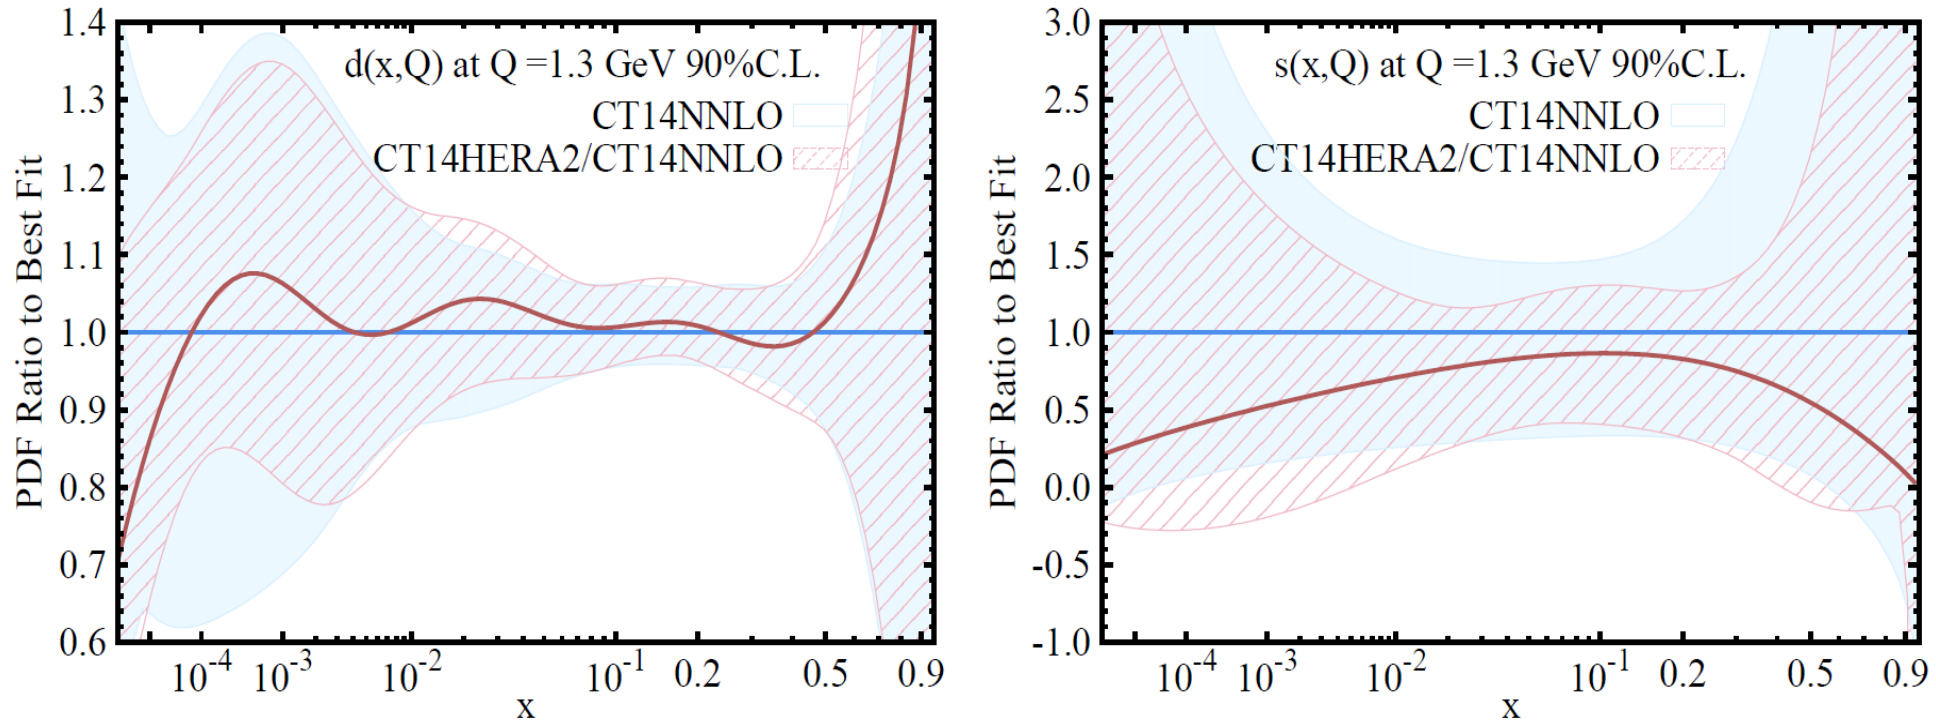 PDF Ratio to Best Fit
1.4
1.3
1.2
1.1
1.0
0.9
0.8
0.7
0.6
d(x,Q) at Q =1.3 GeV 90%C.L.
CT14NNLO
CT14HERA2/CT14NNLO
10⁻⁴ 10⁻³ 10⁻² 10⁻¹ 0.2 0.5 0.9
x
PDF Ratio to Best Fit
3.0
2.5
2.0
1.5
1.0
0.5
0.0
-0.5
-1.0
s(x,Q) at Q =1.3 GeV 90%C.L.
CT14NNLO
CT14HERA2/CT14NNLO
10⁻⁴ 10⁻³ 10⁻² 10⁻¹ 0.2 0.5 0.9
x